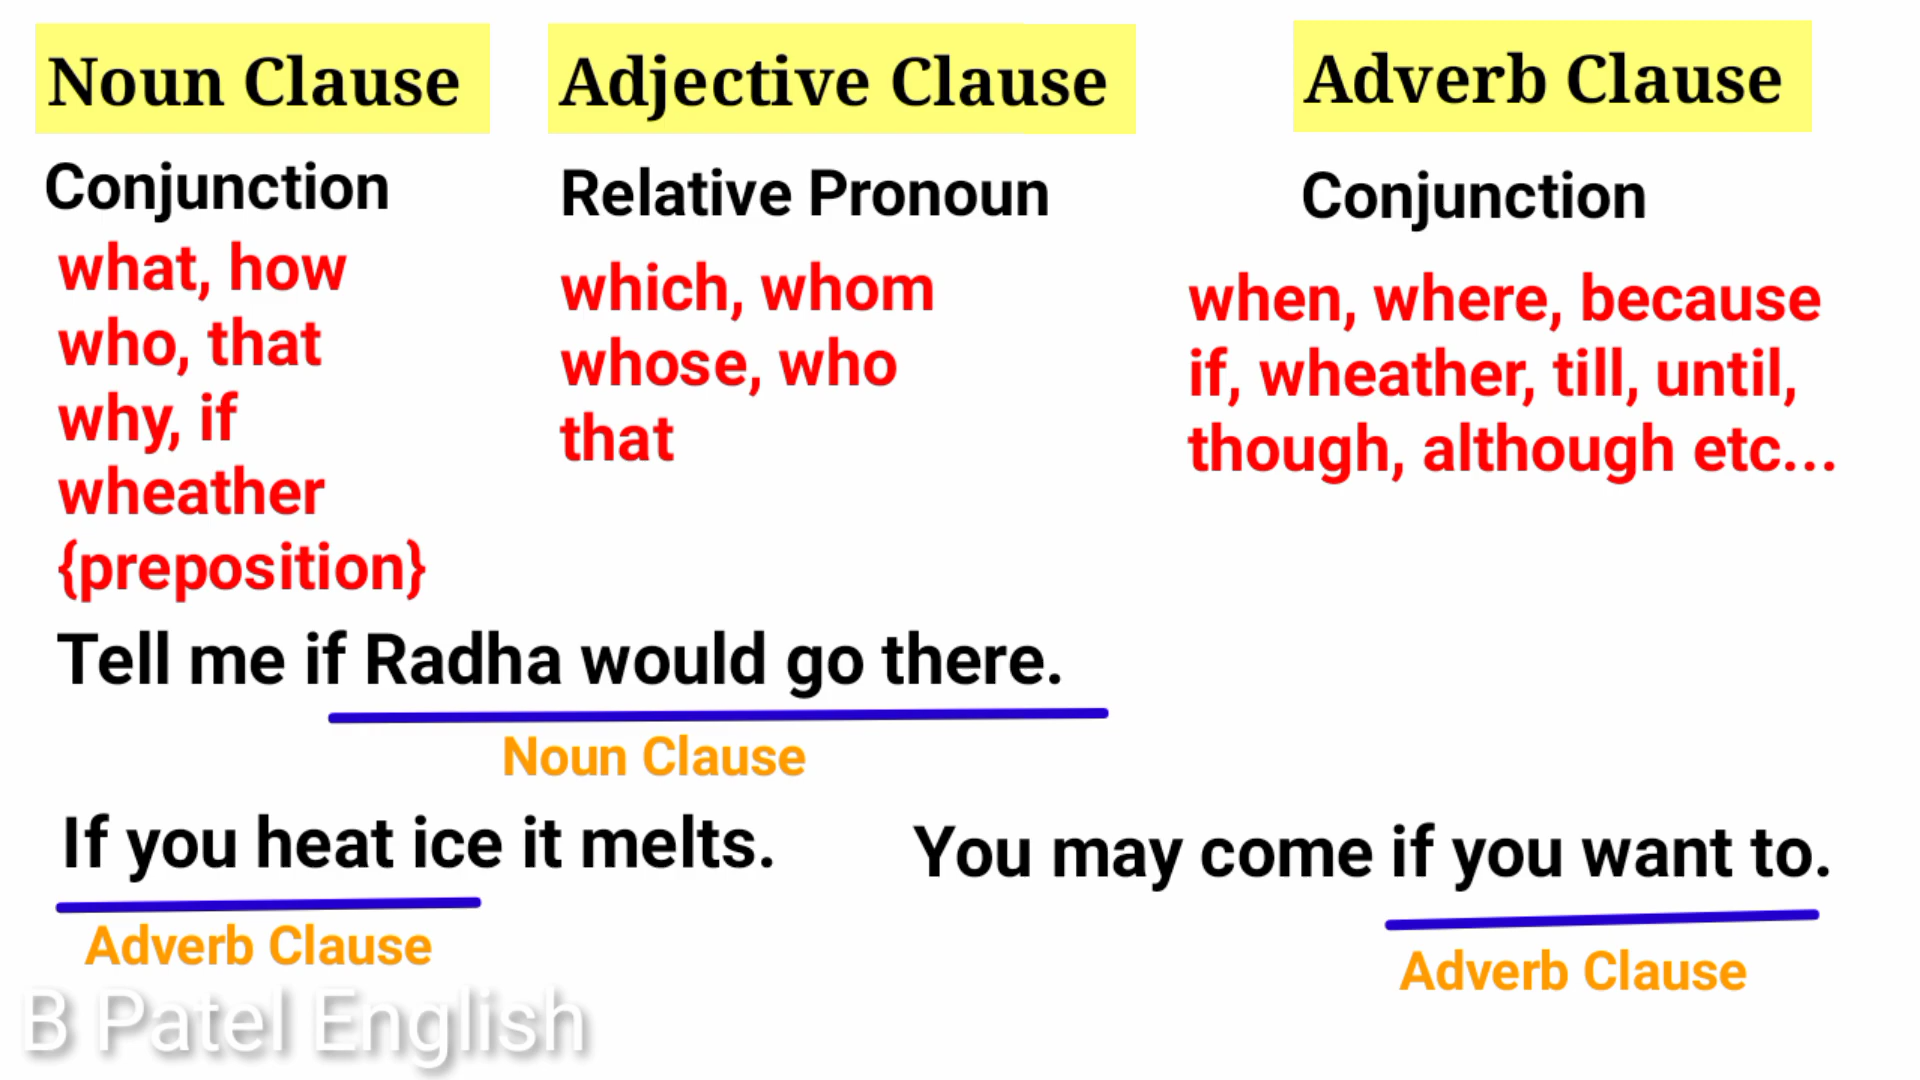 Noun Clause
Conjunction
what, how
who, that
why, if
wheather
{preposition}
Adjective Clause
Relative Pronoun
which, whom
whose, who
that
Adverb Clause
Conjunction
when, where, because
if, wheather, till, until,
though, although etc...
Tell me if Radha would go there.
Noun Clause
If you heat ice it melts.
Adverb Clause
You may come if you want to.
Adverb Clause
B Patel English